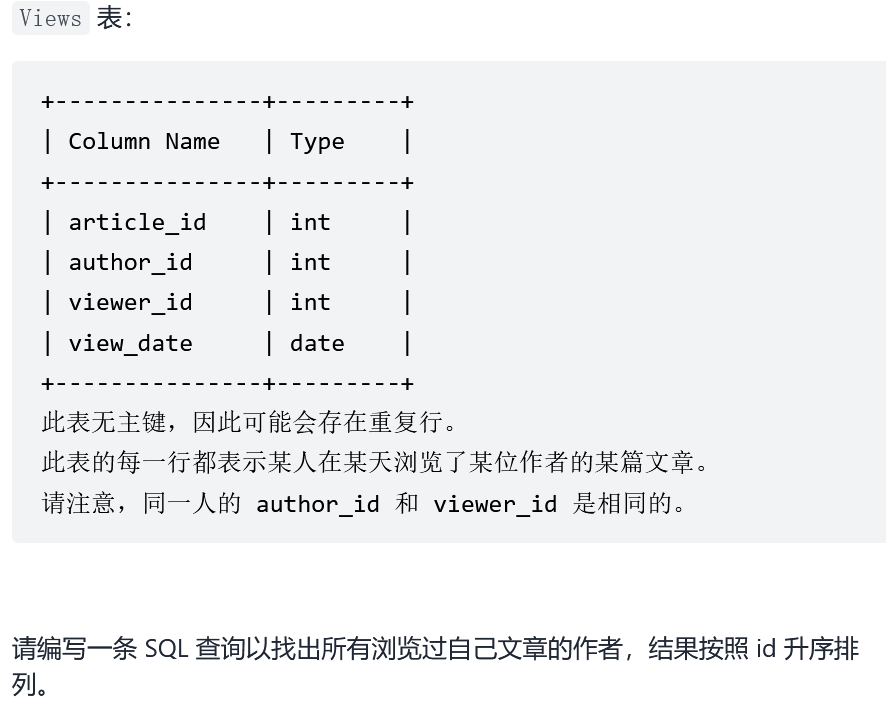 Views 表：
+---------------+---------+
| Column Name   | Type    |
+---------------+---------+
| article_id    | int     |
| author_id     | int     |
| viewer_id     | int     |
| view_date     | date    |
+---------------+---------+
此表无主键，因此可能会存在重复行。
此表的每一行都表示某人在某天浏览了某位作者的某篇文章。
请注意，同一人的 author_id 和 viewer_id 是相同的。
请编写一条 SQL 查询以找出所有浏览过自己文章的作者，结果按照 id 升序排
列。